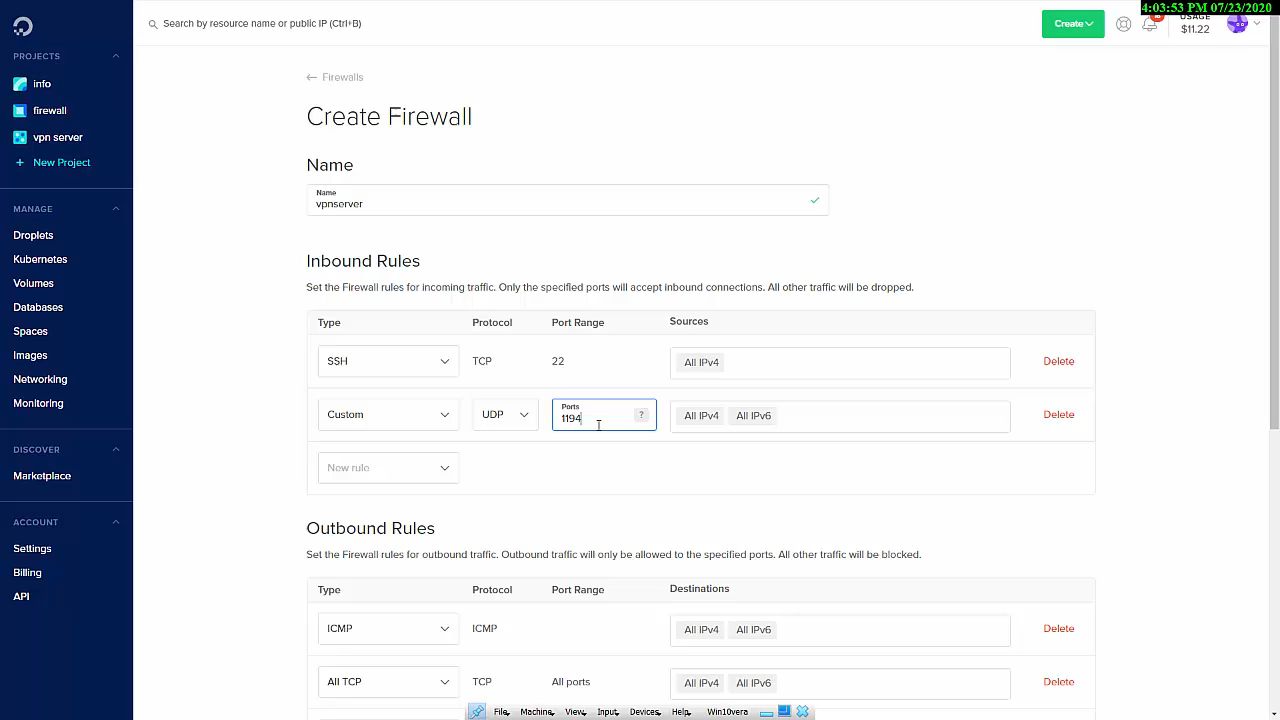 4:03:53 PM 07/23/2020
Search by resource name or public IP (Ctrl+B)
Create
USAGE
$11.22
PROJECTS
info
firewall
vpn server
+ New Project
MANAGE
Droplets
Kubernetes
Volumes
Databases
Spaces
Images
Networking
Monitoring
DISCOVER
Marketplace
ACCOUNT
Settings
Billing
API
← Firewalls
Create Firewall
Name
Name
vpnserver
Inbound Rules
Set the Firewall rules for incoming traffic. Only the specified ports will accept inbound connections. All other traffic will be dropped.
Type Protocol Port Range Sources
SSH TCP 22 All IPv4 Delete
Ports
Custom UDP 1194 ? All IPv4 All IPv6 Delete
New rule
Outbound Rules
Set the Firewall rules for outbound traffic. Outbound traffic will only be allowed to the specified ports. All other traffic will be blocked.
Type Protocol Port Range Destinations
ICMP ICMP All IPv4 All IPv6 Delete
All TCP TCP All ports All IPv4 All IPv6 Delete
File Machine View Input Devices Help Win10vera